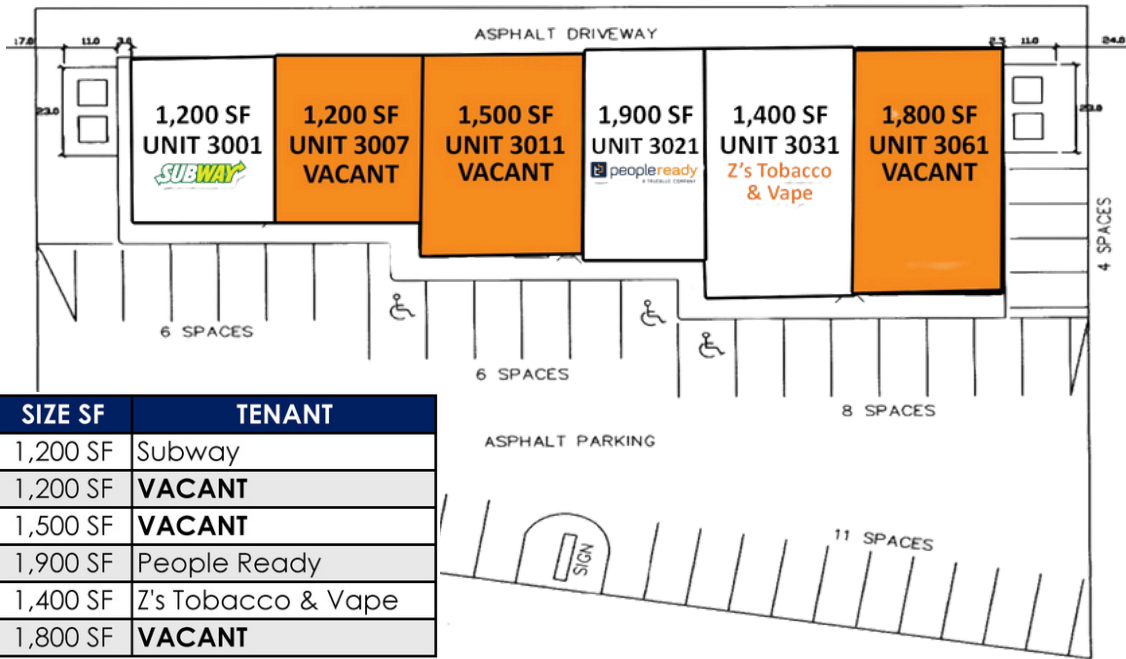 ASPHALT DRIVEWAY
17.0
11.0
3.6
2.5
11.0
24.0
23.0
23.0
1,200 SF
UNIT 3001
SUBWAY
1,200 SF
UNIT 3007
VACANT
1,500 SF
UNIT 3011
VACANT
1,900 SF
UNIT 3021
peopleready
A TRUEBLUE COMPANY
1,400 SF
UNIT 3031
Z's Tobacco
& Vape
1,800 SF
UNIT 3061
VACANT
4 SPACES
6 SPACES
6 SPACES
8 SPACES
ASPHALT PARKING
11 SPACES
SIGN
SIZE SF TENANT
1,200 SF Subway
1,200 SF VACANT
1,500 SF VACANT
1,900 SF People Ready
1,400 SF Z's Tobacco & Vape
1,800 SF VACANT